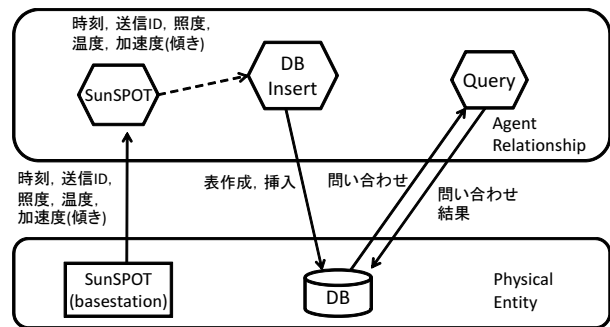 時刻, 送信ID, 照度,
温度, 加速度(傾き)
SunSPOT
DB
Insert
Query
Agent
Relationship
時刻, 送信ID,
照度, 温度,
加速度(傾き)
表作成, 挿入
問い合わせ
問い合わせ
結果
SunSPOT
(basestation)
DB
Physical
Entity